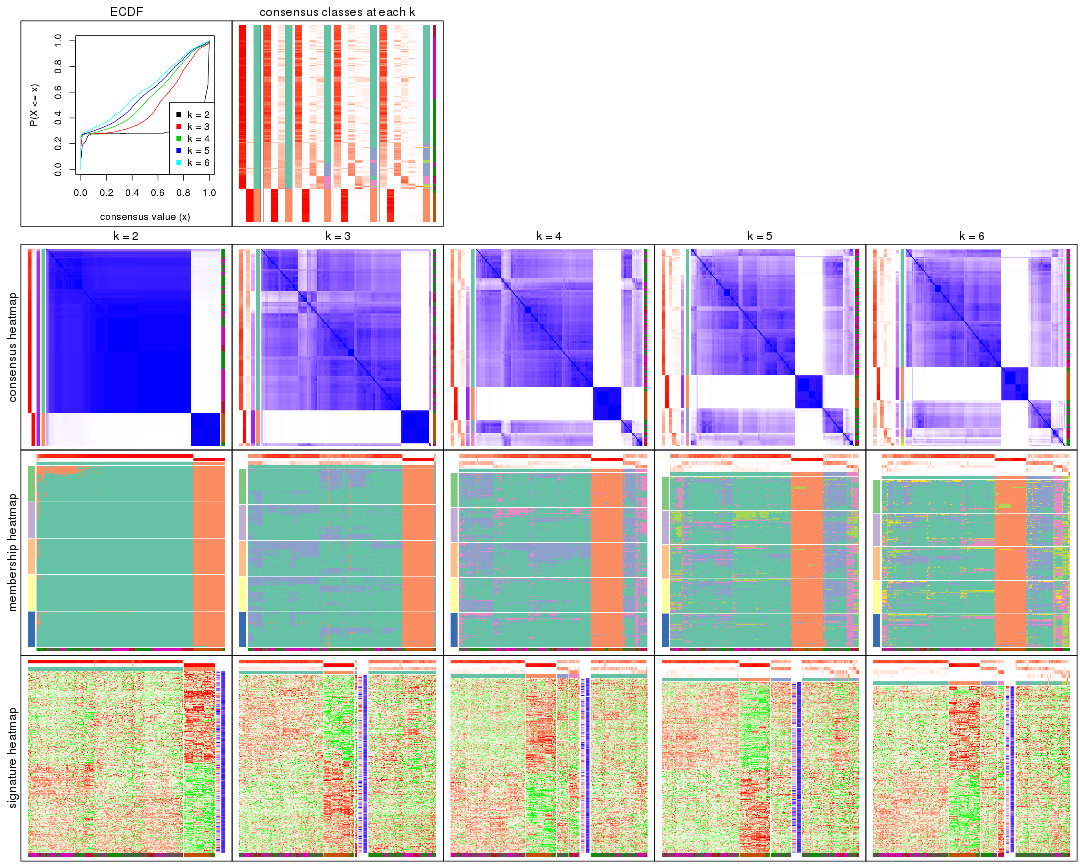 ECDF
consensus classes at each k
P(X <= x)
0.0 0.2 0.4 0.6 0.8 1.0
k = 2
k = 3
k = 4
k = 5
k = 6
0.0 0.2 0.4 0.6 0.8 1.0
consensus value (x)
k = 2 k = 3 k = 4 k = 5 k = 6
consensus heatmap
membership heatmap
signature heatmap